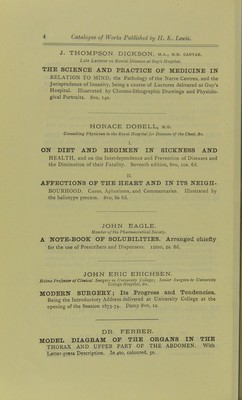 4 Catalogue of Works Published by H. K. Lewis.
J. THOMPSON DICKSON, M.A., M.B. CANTAB.
Late Lecturer on Mental Diseases at Guy's Hospital.
THE SCIENCE AND PRACTICE OF MEDICINE IN
RELATION TO MIND, the Pathology of the Nerve Centres, and the
Jurisprudence of Insanity, being a course of Lectures delivered at Guy's
Hospital. Illustrated by Chromo-lithographic Drawings and Physiolo-
gical Portraits. 8vo, 14s.
HORACE DOBELL, M.D.
Consulting Physician to the Royal Hospital for Diseases of the Chest, &c.
I.
ON DIET AND REGIMEN IN SICKNESS AND
HEALTH, and on the Interdependence and Prevention of Diseases and
the Diminution of their Fatality. Seventh edition, 8vo, 10s. 6d.
II.
AFFECTIONS OF THE HEART AND IN ITS NEIGH-
BOURHOOD. Cases, Aphorisms, and Commentaries. Illustrated by
the heliotype process. 8vo, 6s 6d.
JOHN EAGLE.
Member of the Pharmaceutical Society.
A NOTE-BOOK OF SOLUBILITIES. Arranged chiefly
for the use of Prescribers and Dispensers. 12mo, 2s. 6d.
JOHN ERIC ERICHSEN.
Holme Professor of Clinical Surgery in University College; Senior Surgeon to University
College Hospital, &c.
MODERN SURGERY; Its Progress and Tendencies.
Being the Introductory Address delivered at University College at the
opening of the Session 1873-74. Demy 8vo, 1s.
DR. FERBER.
MODEL DIAGRAM OF THE ORGANS IN THE
THORAX AND UPPER PART OF THE ABDOMEN. With
Letter-press Description. In 4to, coloured, 5s.